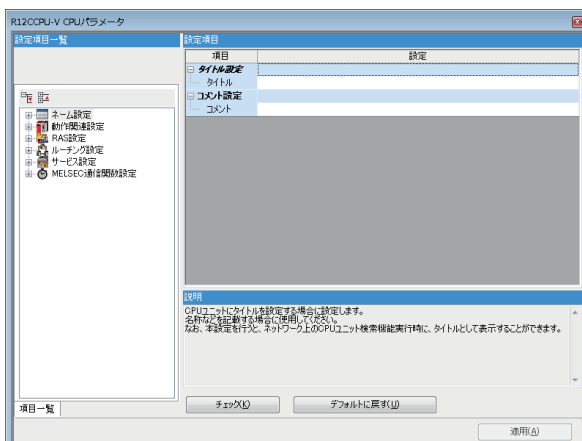 R12CCPU-V CPUパラメータ
設定項目一覧
設定項目
項目 設定
タイトル設定
タイトル
コメント設定
コメント
ネーム設定
動作関連設定
RAS設定
ルーチング設定
サービス設定
MELSEC通信関数設定
説明
CPUユニットにタイトルを設定する場合に設定します。
名称などを記載する場合に使用してください。
なお、本設定を行うと、ネットワーク上のCPUユニット検索機能実行時に、タイトルとして表示することができます。
項目一覧
チェック(K)
デフォルトに戻す(U)
適用(A)